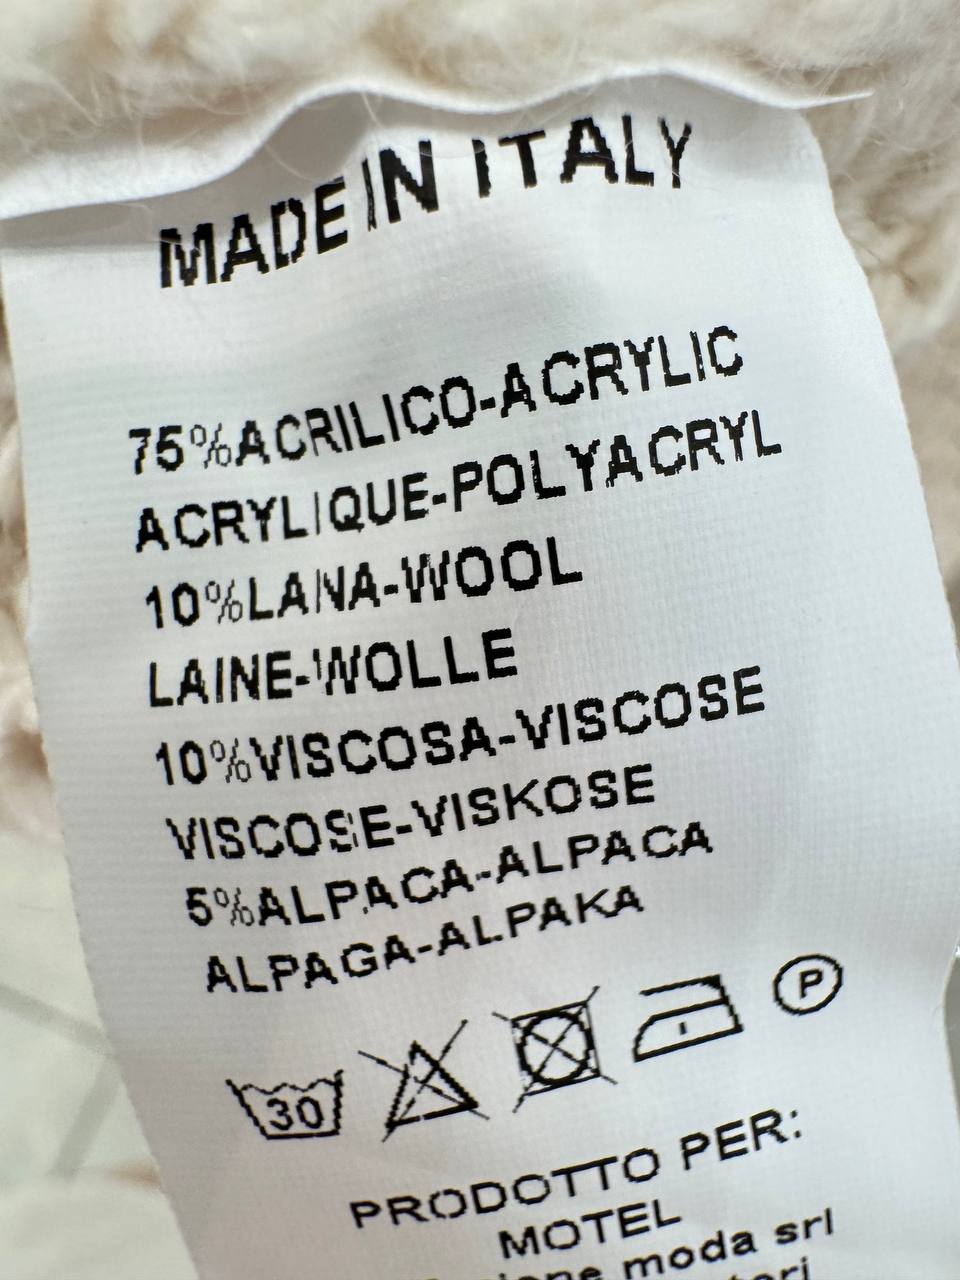 MADE IN ITALY
75%ACRILICO-ACRYLIC
ACRYLIQUE-POLYACRYL
10%LANA-WOOL
LAINE-WOLLE
10%VISCOSA-VISCOSE
VISCOSE-VISKOSE
5%ALPACA-ALPACA
ALPAGA-ALPAKA
30 P
PRODOTTO PER:
MOTEL
moda srl